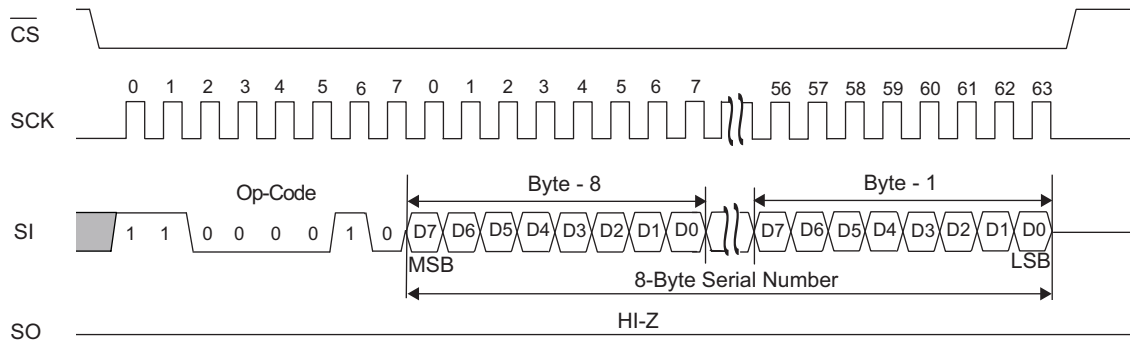 CS
0 1 2 3 4 5 6 7 0 1 2 3 4 5 6 7 56 57 58 59 60 61 62 63
SCK
Op-Code Byte - 8 Byte - 1
SI 1 1 0 0 0 0 1 0 D7 D6 D5 D4 D3 D2 D1 D0 D7 D6 D5 D4 D3 D2 D1 D0
MSB LSB
8-Byte Serial Number
HI-Z
SO